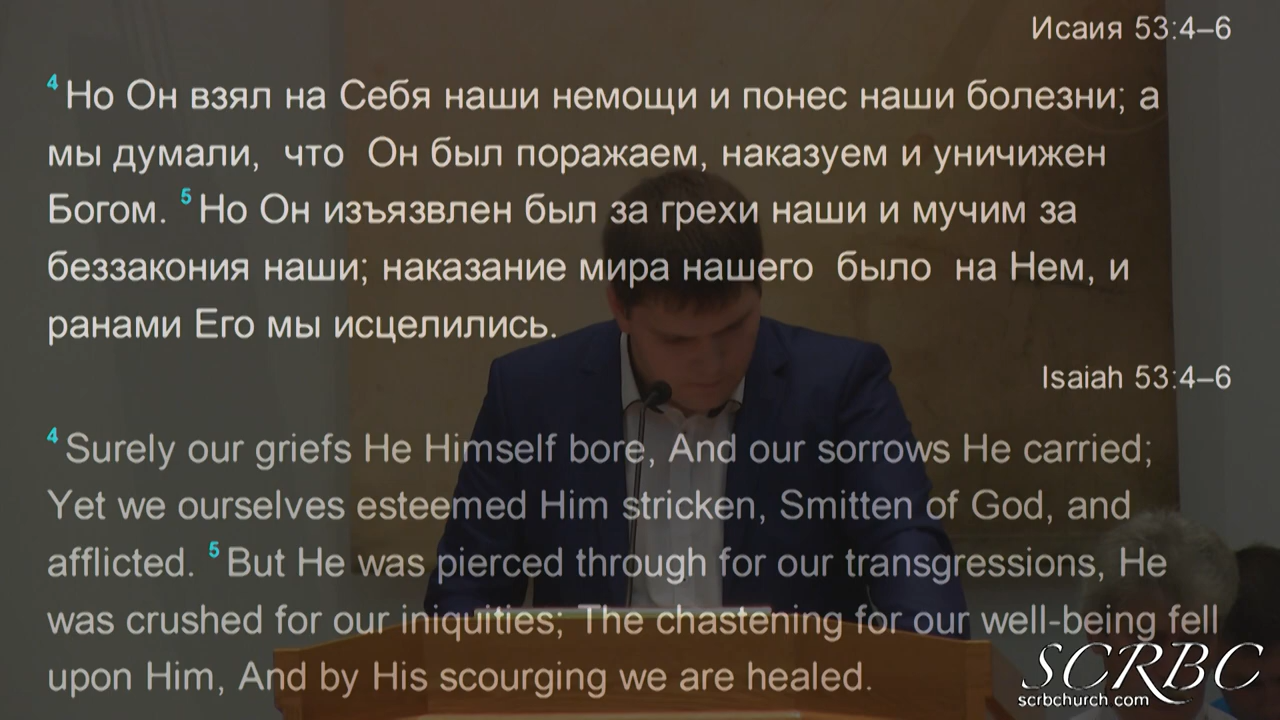 Исаия 53:4–6
4 Но Он взял на Себя наши немощи и понес наши болезни; а
мы думали, что Он был поражаем, наказуем и уничижен
Богом. 5 Но Он изъязвлен был за грехи наши и мучим за
беззакония наши; наказание мира нашего было на Нем, и
ранами Его мы исцелились.
Isaiah 53:4–6
4 Surely our griefs He Himself bore, And our sorrows He carried;
Yet we ourselves esteemed Him stricken, Smitten of God, and
afflicted. 5 But He was pierced through for our transgressions, He
was crushed for our iniquities; The chastening for our well-being fell
upon Him, And by His scourging we are healed.
SCRBC
scrbchurch com